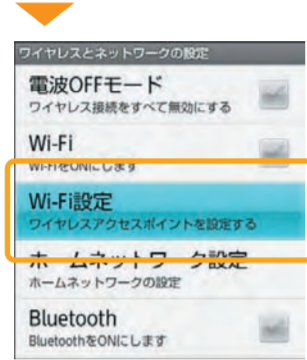 ワイヤレスとネットワークの設定
電波OFFモード
ワイヤレス接続をすべて無効にする
Wi-Fi
Wi-FiをONにします
Wi-Fi設定
ワイヤレスアクセスポイントを設定する
ホームネットワーク設定
ホームネットワークの設定
Bluetooth
BluetoothをONにします